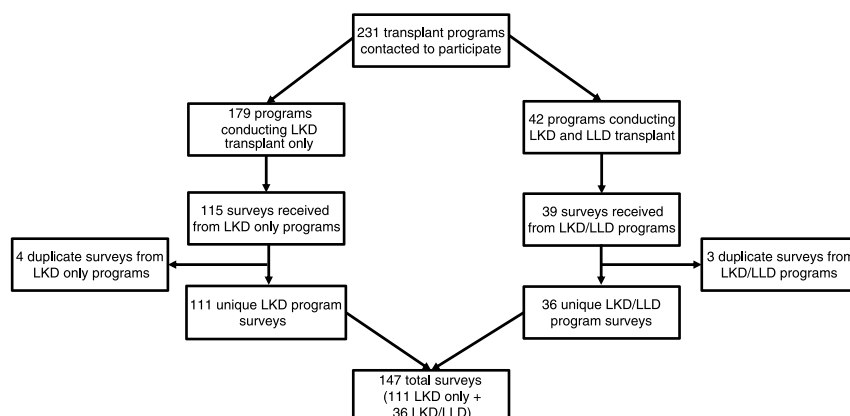 231 transplant programs
contacted to participate
179 programs
conducting LKD
transplant only
42 programs conducting
LKD and LLD transplant
115 surveys received
from LKD only programs
39 surveys received
from LKD/LLD programs
4 duplicate surveys from
LKD only programs
3 duplicate surveys from
LKD/LLD programs
111 unique LKD program
surveys
36 unique LKD/LLD
program surveys
147 total surveys
(111 LKD only +
36 LKD/LLD)